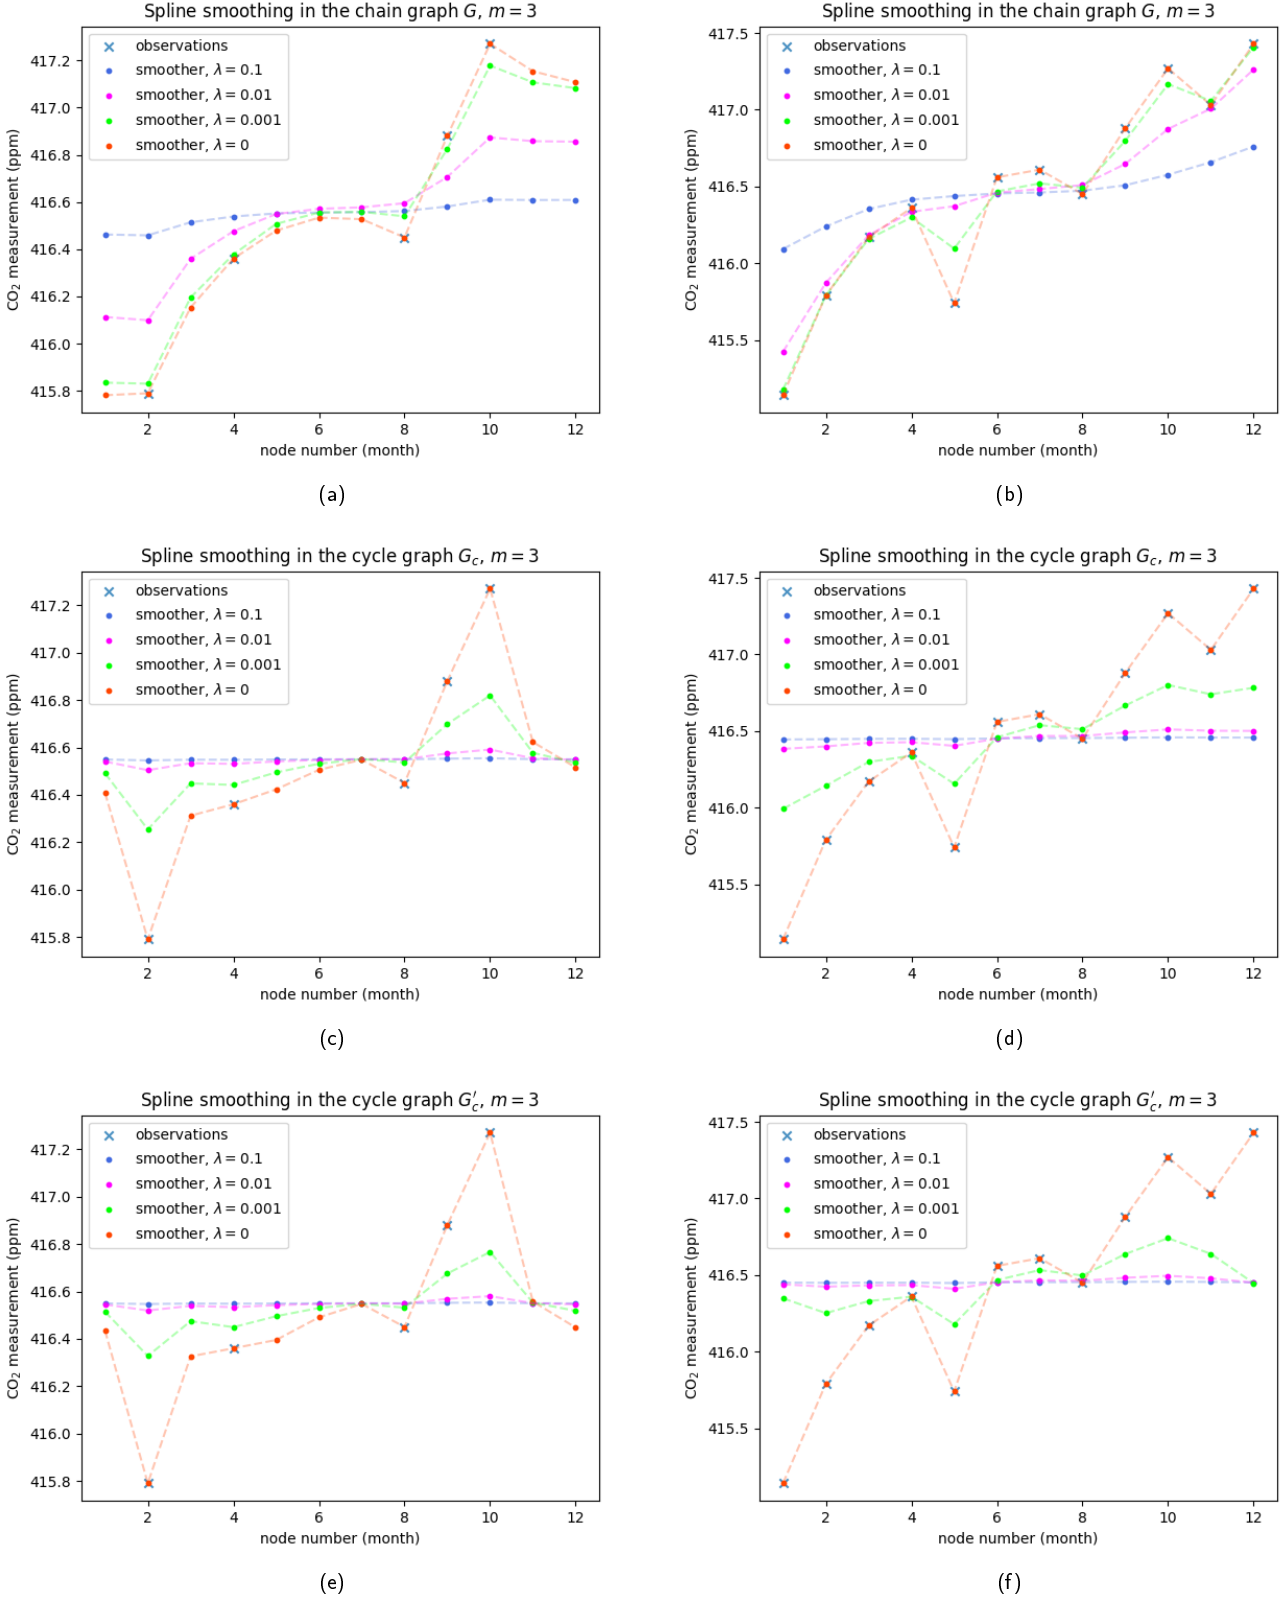 Spline smoothing in the chain graph G, m = 3
observations
smoother, λ = 0.1
smoother, λ = 0.01
smoother, λ = 0.001
smoother, λ = 0
417.2
417.0
416.8
416.6
416.4
416.2
416.0
415.8
CO₂ measurement (ppm)
2 4 6 8 10 12
node number (month)
(a)
Spline smoothing in the chain graph G, m = 3
observations
smoother, λ = 0.1
smoother, λ = 0.01
smoother, λ = 0.001
smoother, λ = 0
417.5
417.0
416.5
416.0
415.5
CO₂ measurement (ppm)
2 4 6 8 10 12
node number (month)
(b)
Spline smoothing in the cycle graph G_c, m = 3
observations
smoother, λ = 0.1
smoother, λ = 0.01
smoother, λ = 0.001
smoother, λ = 0
417.2
417.0
416.8
416.6
416.4
416.2
416.0
415.8
CO₂ measurement (ppm)
2 4 6 8 10 12
node number (month)
(c)
Spline smoothing in the cycle graph G_c, m = 3
observations
smoother, λ = 0.1
smoother, λ = 0.01
smoother, λ = 0.001
smoother, λ = 0
417.5
417.0
416.5
416.0
415.5
CO₂ measurement (ppm)
2 4 6 8 10 12
node number (month)
(d)
Spline smoothing in the cycle graph G′_c, m = 3
observations
smoother, λ = 0.1
smoother, λ = 0.01
smoother, λ = 0.001
smoother, λ = 0
417.2
417.0
416.8
416.6
416.4
416.2
416.0
415.8
CO₂ measurement (ppm)
2 4 6 8 10 12
node number (month)
(e)
Spline smoothing in the cycle graph G′_c, m = 3
observations
smoother, λ = 0.1
smoother, λ = 0.01
smoother, λ = 0.001
smoother, λ = 0
417.5
417.0
416.5
416.0
415.5
CO₂ measurement (ppm)
2 4 6 8 10 12
node number (month)
(f)